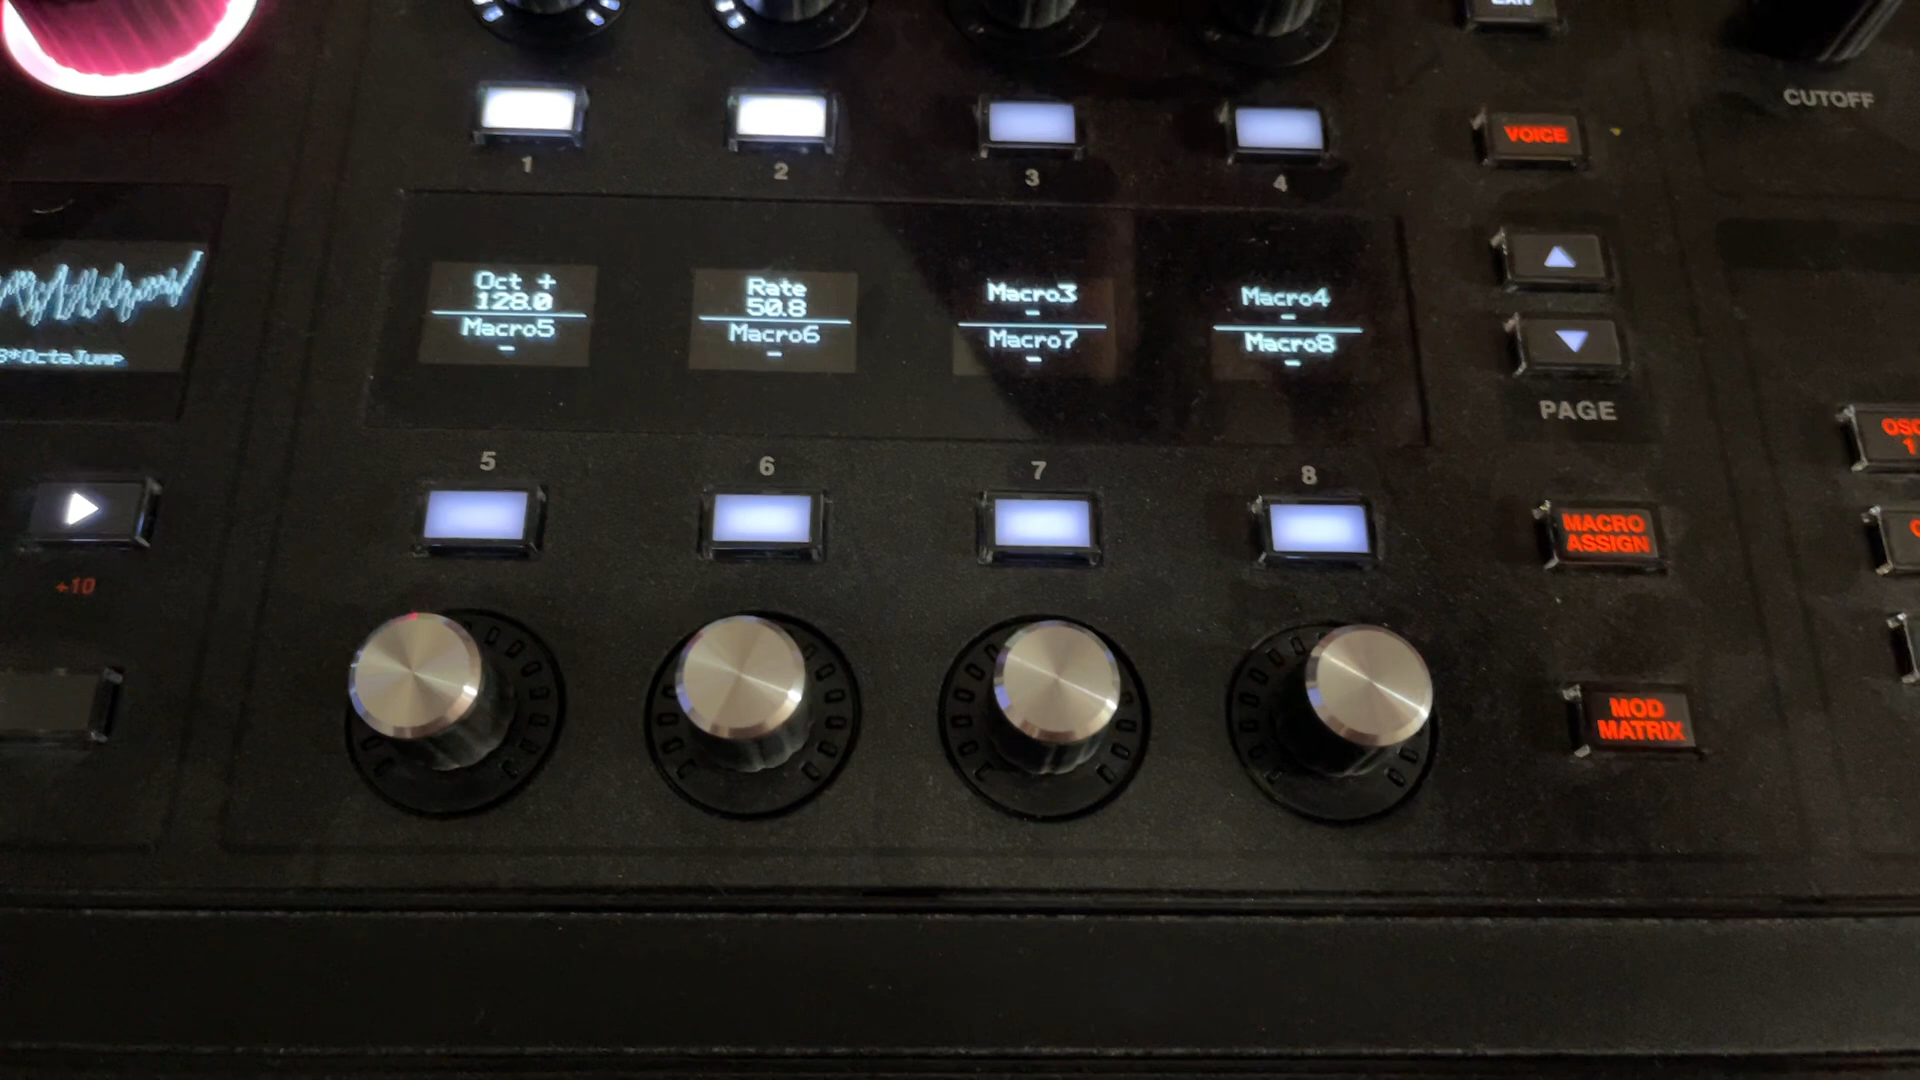 CUTOFF
VOICE
1
2
3
4
Oct +
128.0
Macro5
-
Rate
50.8
Macro6
-
Macro3
-
Macro7
-
Macro4
-
Macro8
-
*OctaJump
PAGE
5
6
7
8
OSC
1
MACRO
ASSIGN
+10
MOD
MATRIX